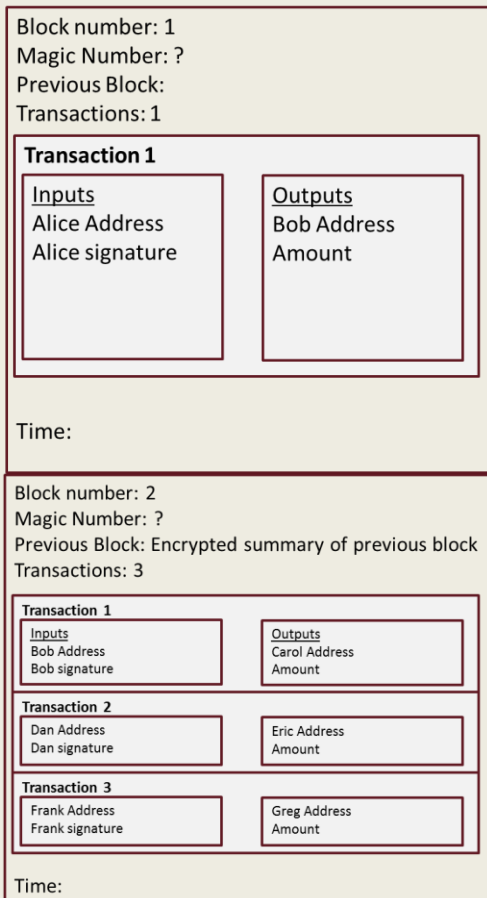 Block number: 1
Magic Number: ?
Previous Block:
Transactions: 1
Transaction 1
Inputs
Alice Address
Alice signature
Outputs
Bob Address
Amount
Time:
Block number: 2
Magic Number: ?
Previous Block: Encrypted summary of previous block
Transactions: 3
Transaction 1
Inputs
Bob Address
Bob signature
Outputs
Carol Address
Amount
Transaction 2
Dan Address
Dan signature
Eric Address
Amount
Transaction 3
Frank Address
Frank signature
Greg Address
Amount
Time: